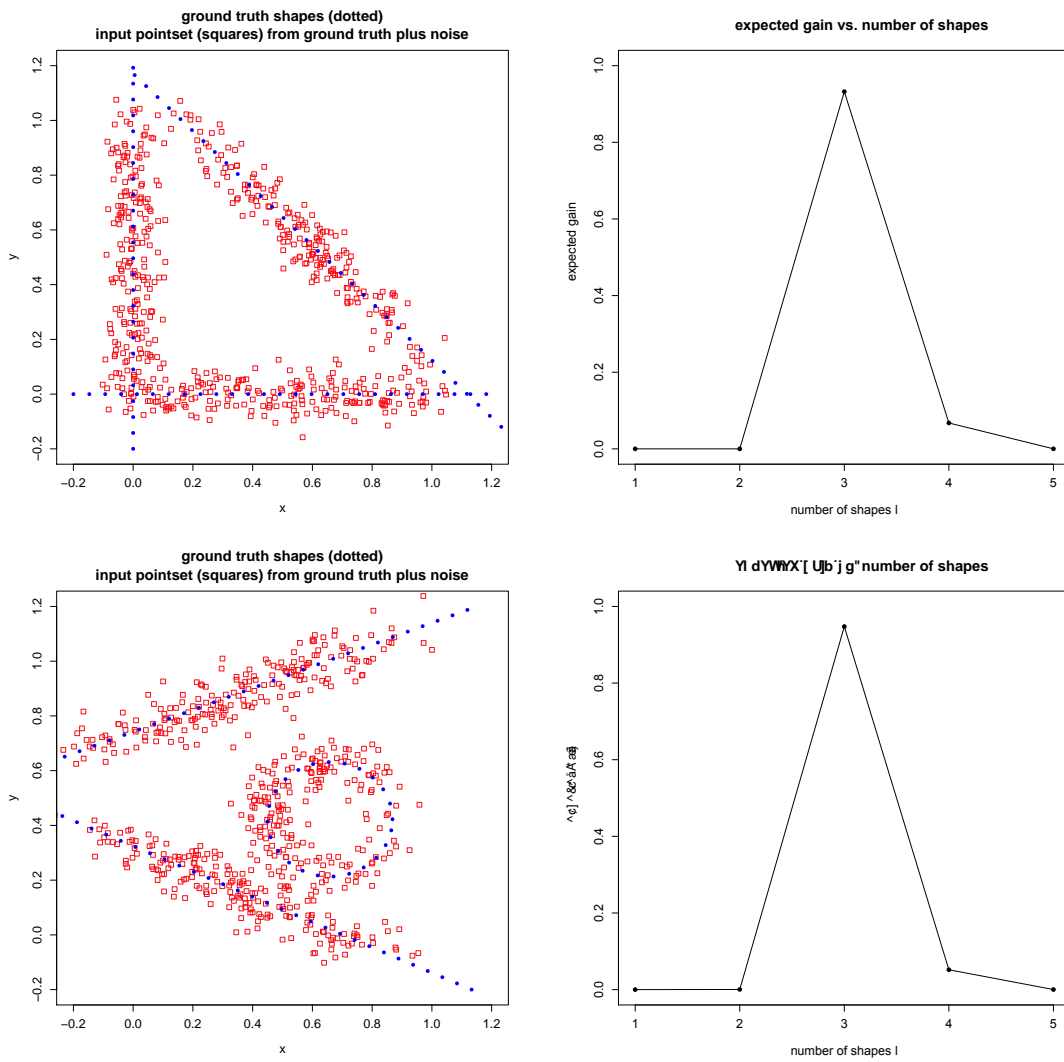 ground truth shapes (dotted)
input pointset (squares) from ground truth plus noise
1.2
1.0
0.8
0.6
0.4
0.2
0.0
−0.2
y
−0.2 0.0 0.2 0.4 0.6 0.8 1.0 1.2
x
expected gain vs. number of shapes
1.0
0.8
0.6
0.4
0.2
0.0
expected gain
1 2 3 4 5
number of shapes l
ground truth shapes (dotted)
input pointset (squares) from ground truth plus noise
1.2
1.0
0.8
0.6
0.4
0.2
0.0
−0.2
y
−0.2 0.0 0.2 0.4 0.6 0.8 1.0 1.2
x
number of shapes
1.0
0.8
0.6
0.4
0.2
0.0
1 2 3 4 5
number of shapes l